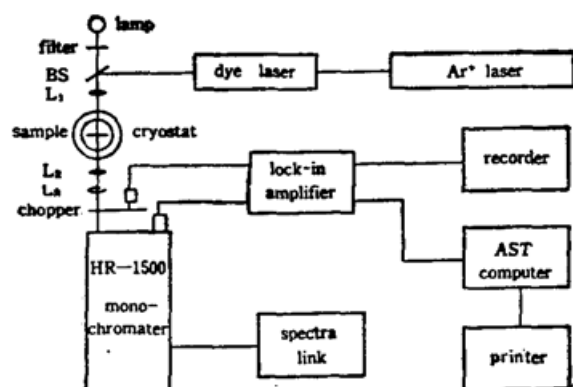 lamp
filter
BS
dye laser
Ar⁺ laser
L₁
sample
cryostat
L₂
L₃
chopper
lock-in
amplifier
recorder
HR—1500
mono-
chromater
AST
computer
spectra
link
printer